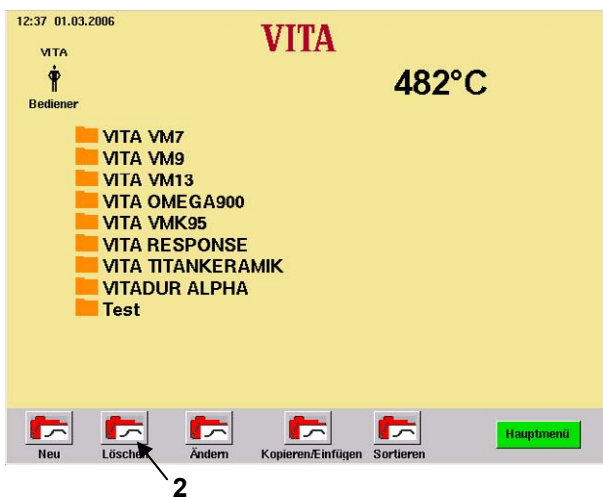 12:37 01.03.2006
VITA
VITA
482°C
Bediener
VITA VM7
VITA VM9
VITA VM13
VITA OMEGA900
VITA VMK95
VITA RESPONSE
VITA TITANKERAMIK
VITADUR ALPHA
Test
Neu Löschen Ändern Kopieren/Einfügen Sortieren Hauptmenü
2